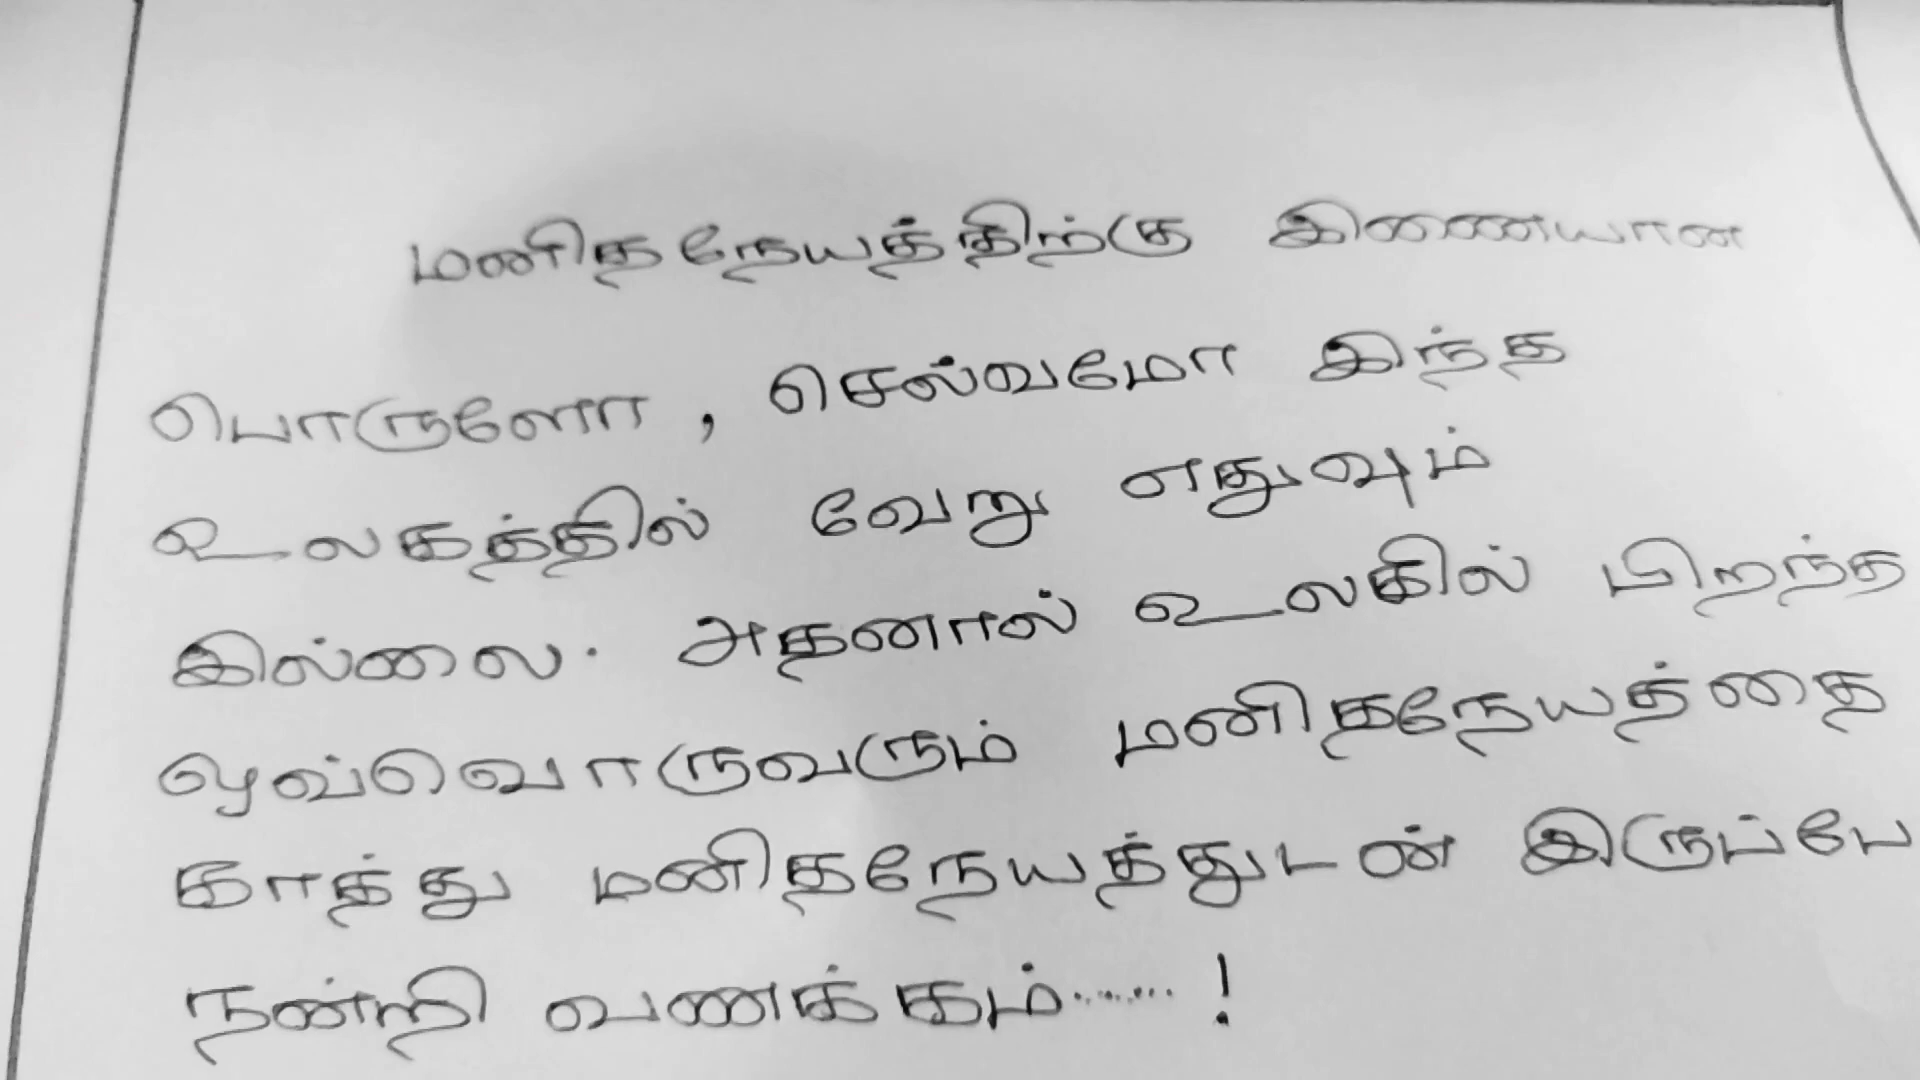 மனிதநேயத்திற்கு இணையான
பொருளோ, செல்வமோ இந்த
உலகத்தில் வேறு எதுவும்
இல்லை. அதனால் உலகில் பிறந்த
ஒவ்வொருவரும் மனிதநேயத்தை
காத்து மனிதநேயத்துடன் இருப்பே
நன்றி வணக்கம்.......!